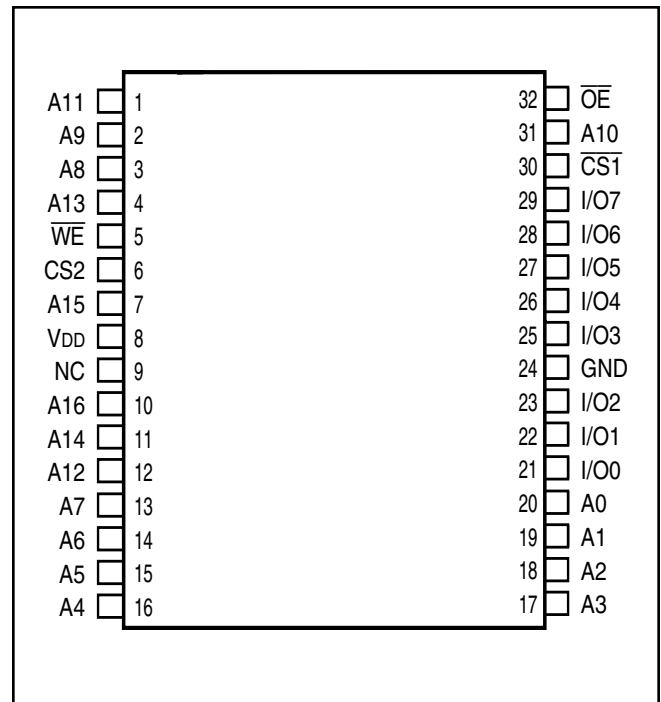 A11 1 32 O̅E̅
A9 2 31 A10
A8 3 30 C̅S̅1̅
A13 4 29 I/O7
W̅E̅ 5 28 I/O6
CS2 6 27 I/O5
A15 7 26 I/O4
VDD 8 25 I/O3
NC 9 24 GND
A16 10 23 I/O2
A14 11 22 I/O1
A12 12 21 I/O0
A7 13 20 A0
A6 14 19 A1
A5 15 18 A2
A4 16 17 A3